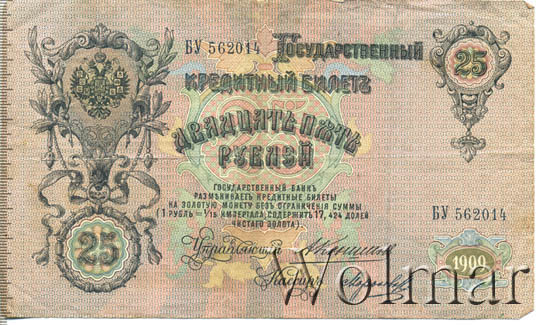 БУ 562014 Государственный 25
Кредитный Билетъ
Двадцать пять
рублей
Государственный Банкъ
размѣниваетъ кредитные билеты
на золотую монету безъ ограниченія суммы
(1 рубль = 1/15 имперіала, содержитъ 17,424 долей
чистаго золота)
БУ 562014
25
Управляющій
Кассиръ
1909
Wolmar